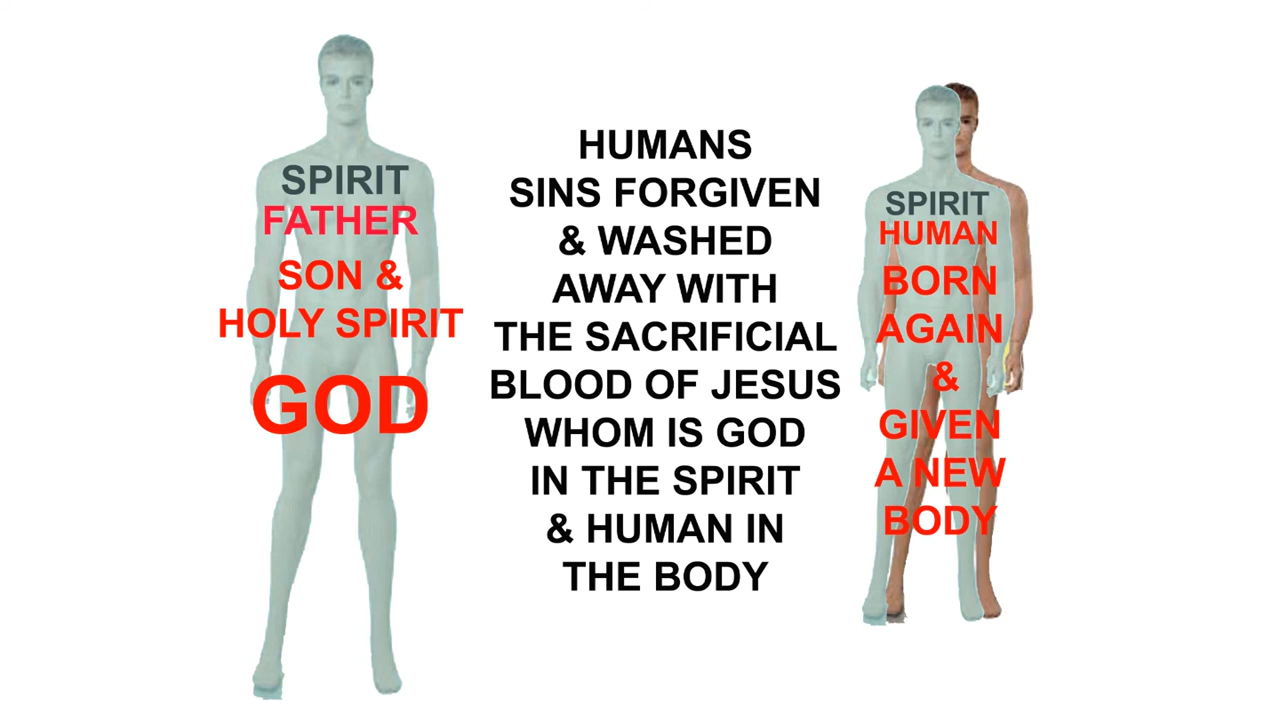 SPIRIT
FATHER
SON &
HOLY SPIRIT
GOD
HUMANS
SINS FORGIVEN
& WASHED
AWAY WITH
THE SACRIFICIAL
BLOOD OF JESUS
WHOM IS GOD
IN THE SPIRIT
& HUMAN IN
THE BODY
SPIRIT
HUMAN
BORN
AGAIN
&
GIVEN
A NEW
BODY